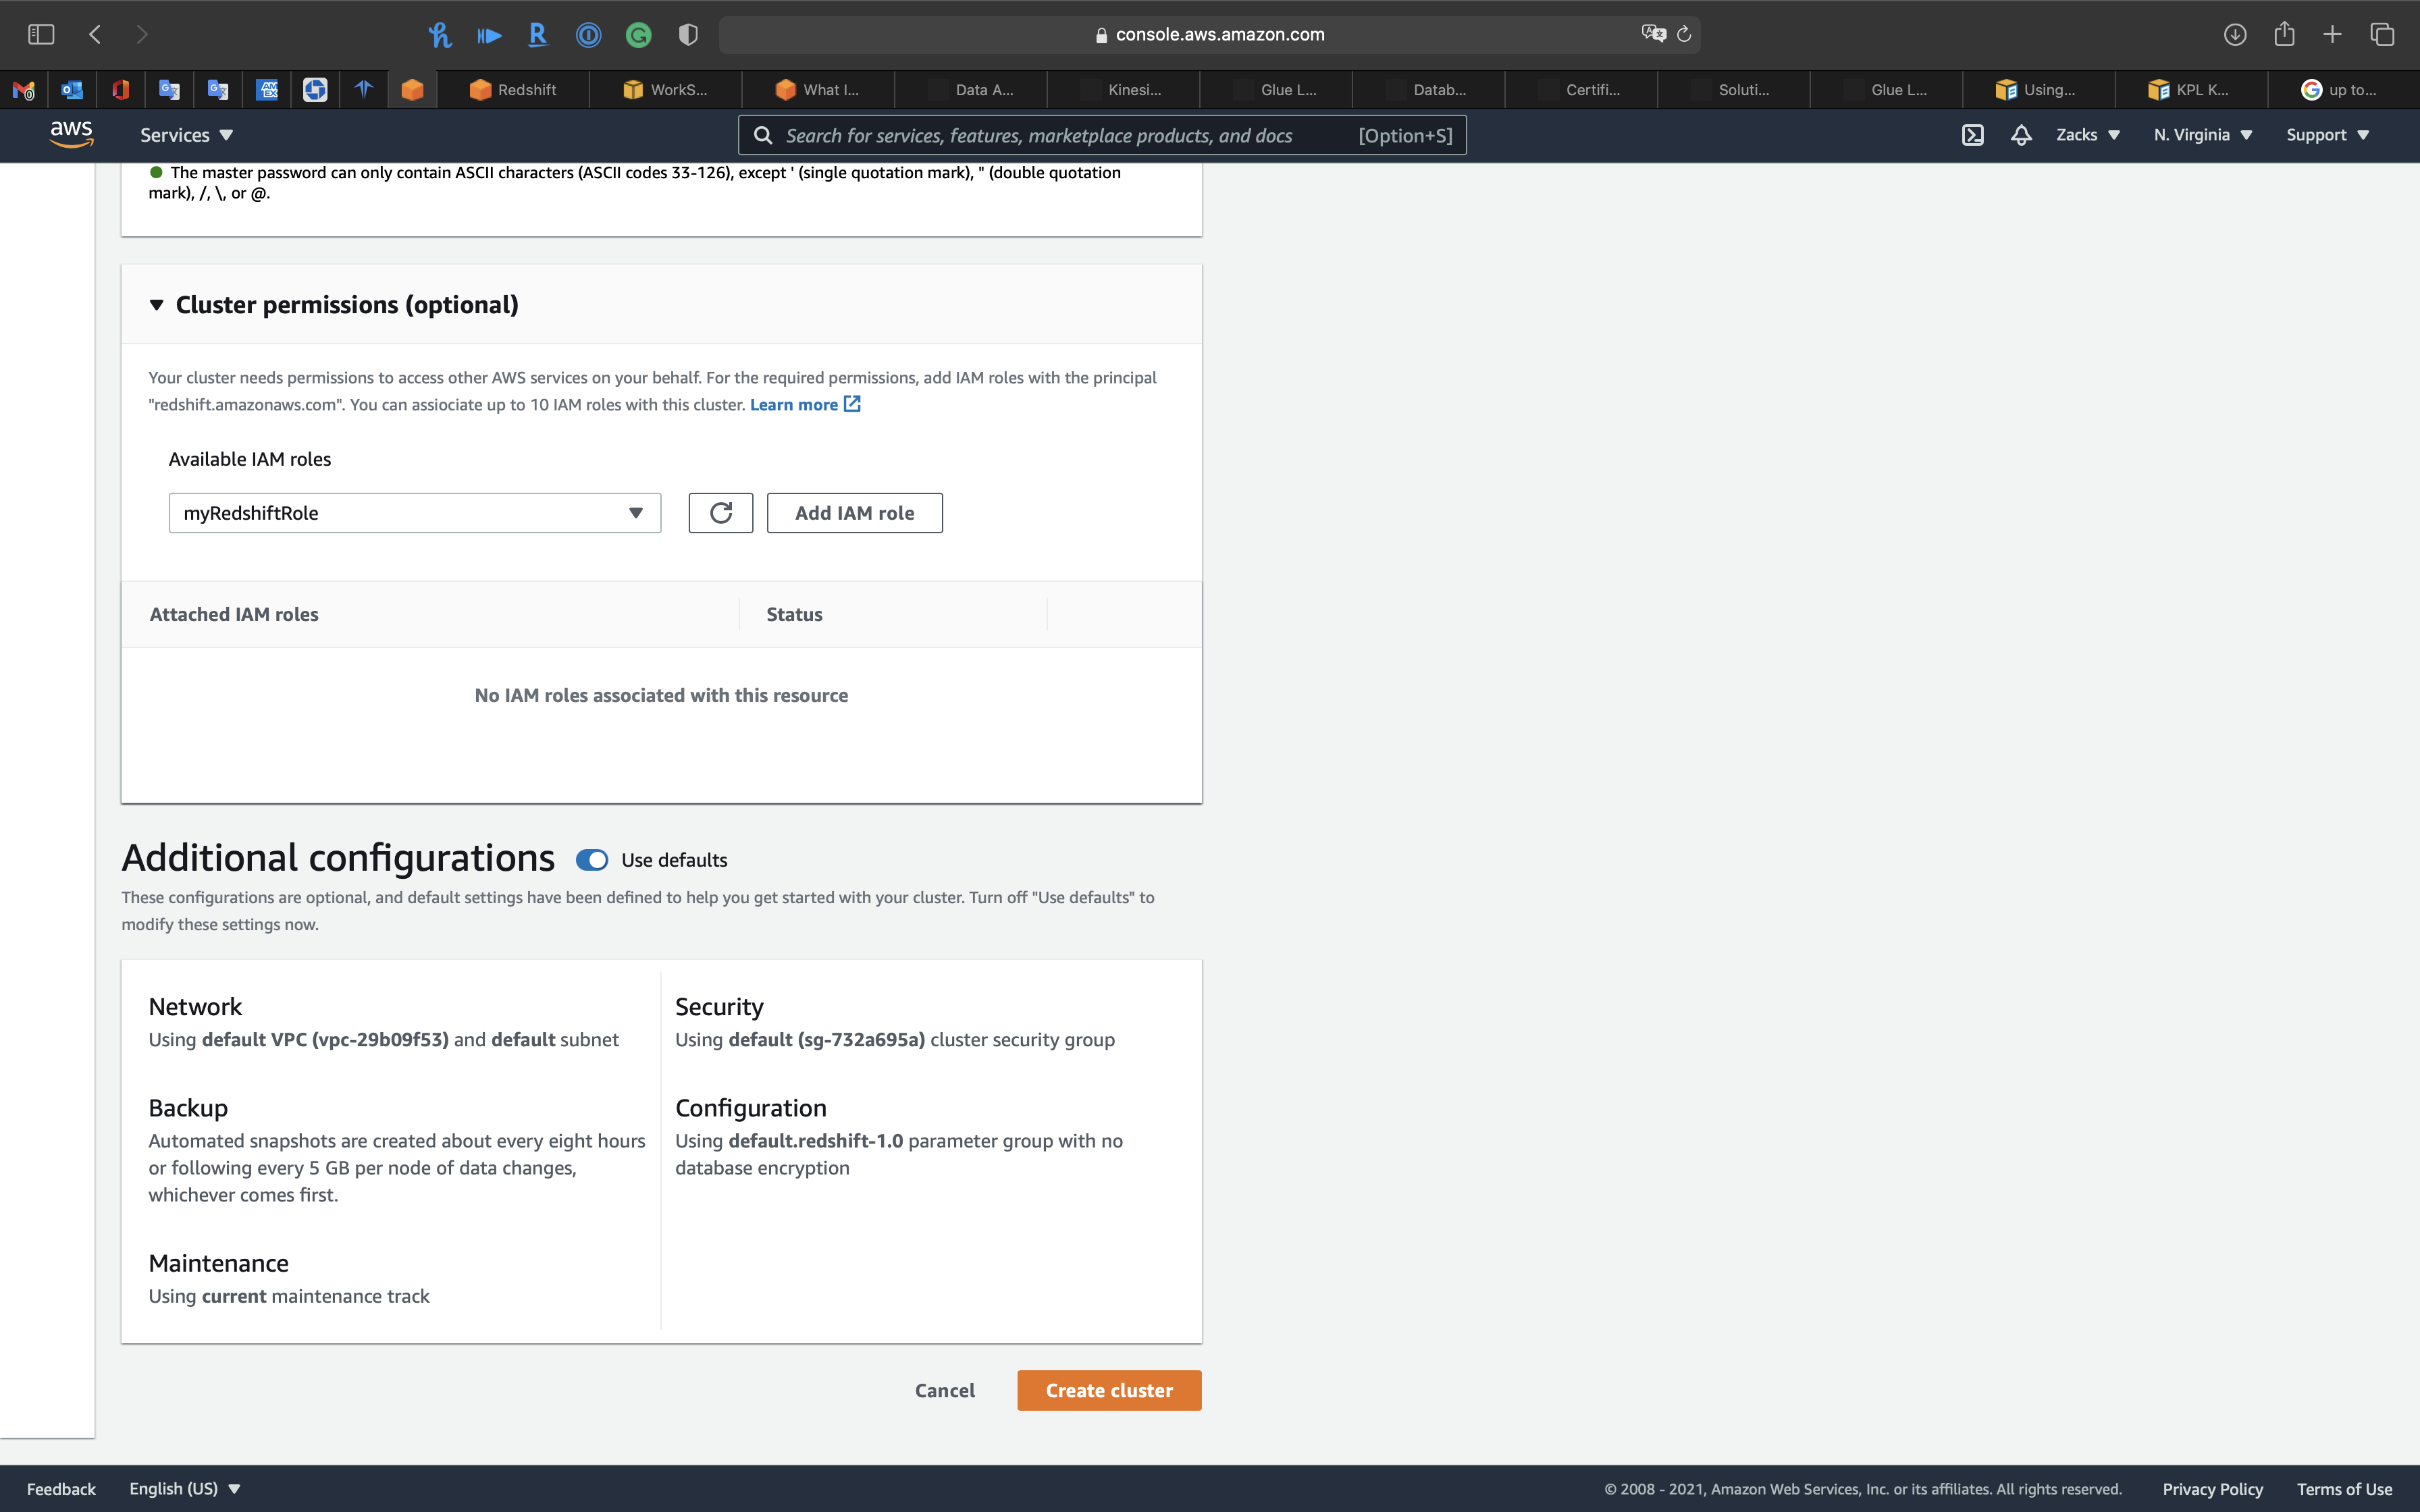 console.aws.amazon.com
Redshift
WorkS...
What I...
Data A...
Kinesi...
Glue L...
Datab...
Certifi...
Soluti...
Glue L...
Using...
KPL K...
up to...
aws
Services
Search for services, features, marketplace products, and docs
[Option+S]
Zacks
N. Virginia
Support
The master password can only contain ASCII characters (ASCII codes 33-126), except ' (single quotation mark), " (double quotation
mark), /, \, or @.
Cluster permissions (optional)
Your cluster needs permissions to access other AWS services on your behalf. For the required permissions, add IAM roles with the principal
"redshift.amazonaws.com". You can assiociate up to 10 IAM roles with this cluster. Learn more
Available IAM roles
myRedshiftRole
Add IAM role
Attached IAM roles
Status
No IAM roles associated with this resource
Additional configurations
Use defaults
These configurations are optional, and default settings have been defined to help you get started with your cluster. Turn off "Use defaults" to
modify these settings now.
Network
Using default VPC (vpc-29b09f53) and default subnet
Security
Using default (sg-732a695a) cluster security group
Backup
Automated snapshots are created about every eight hours
or following every 5 GB per node of data changes,
whichever comes first.
Configuration
Using default.redshift-1.0 parameter group with no
database encryption
Maintenance
Using current maintenance track
Cancel
Create cluster
Feedback
English (US)
© 2008 - 2021, Amazon Web Services, Inc. or its affiliates. All rights reserved.
Privacy Policy
Terms of Use